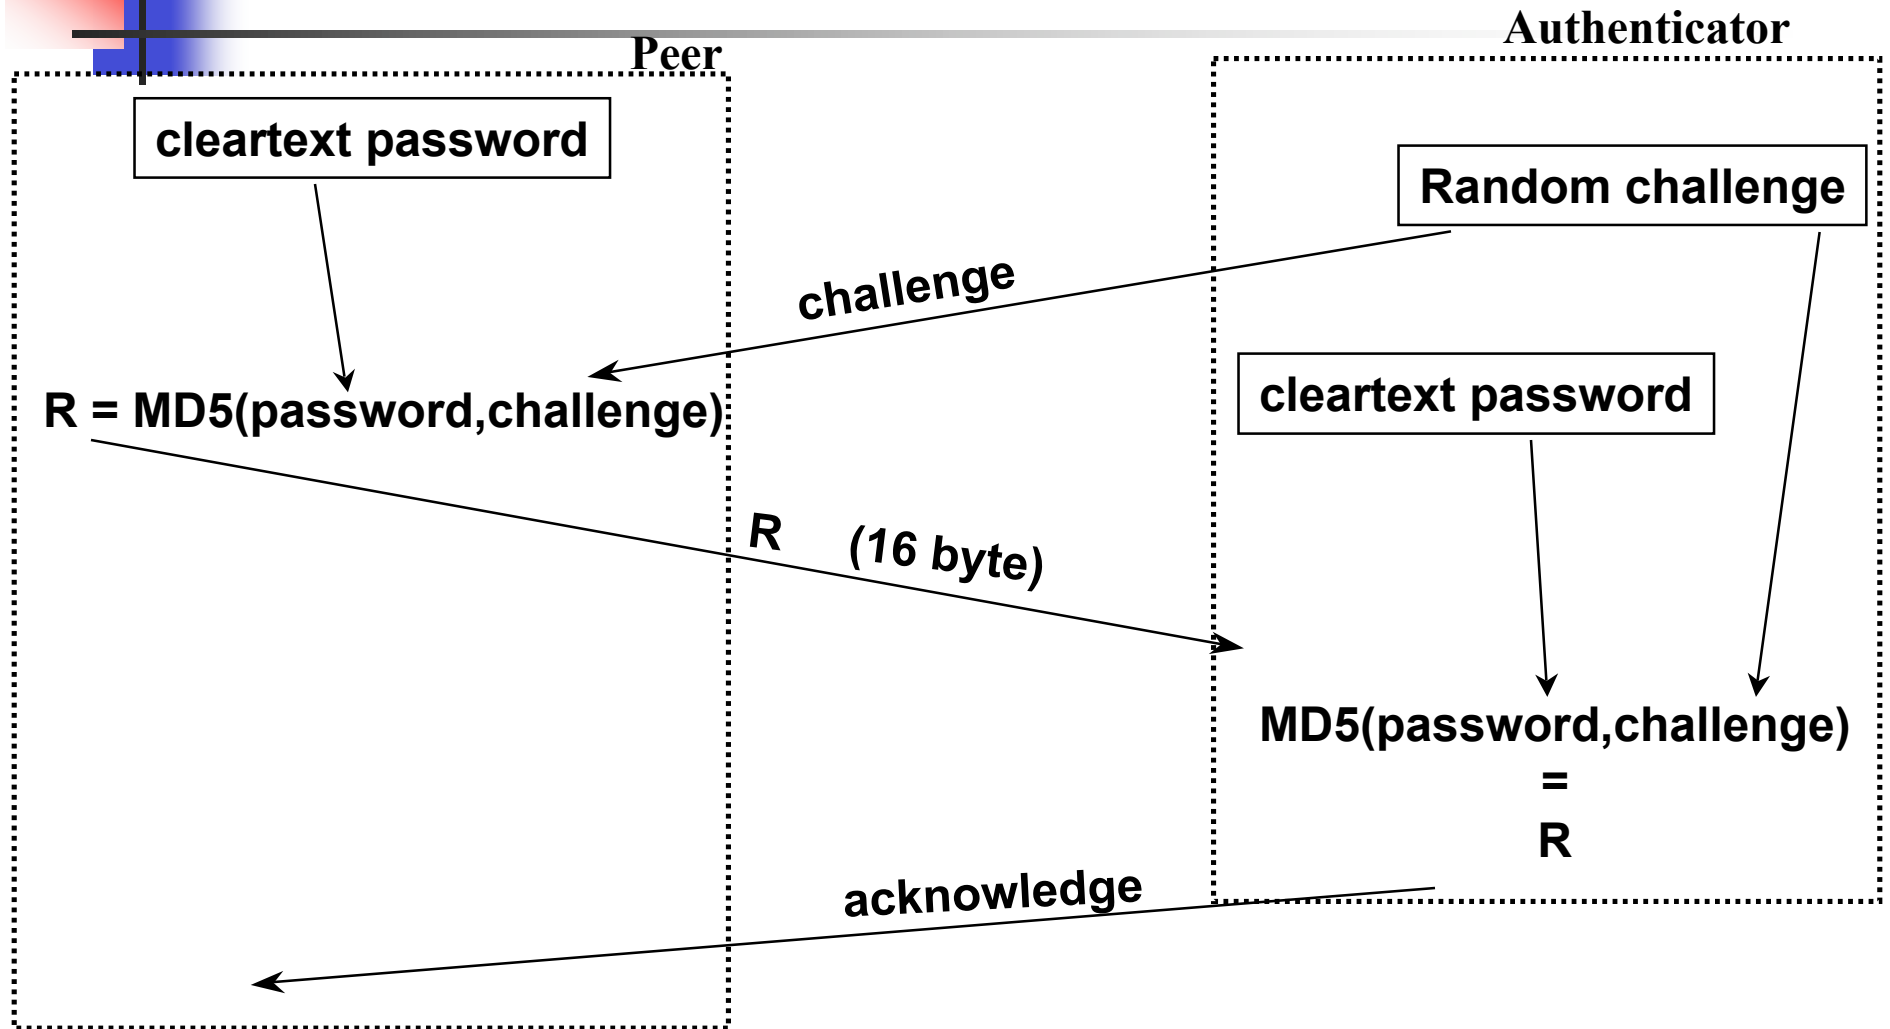 Peer
Authenticator
cleartext password
Random challenge
challenge
cleartext password
R = MD5(password,challenge)
R (16 byte)
MD5(password,challenge)
=
R
acknowledge